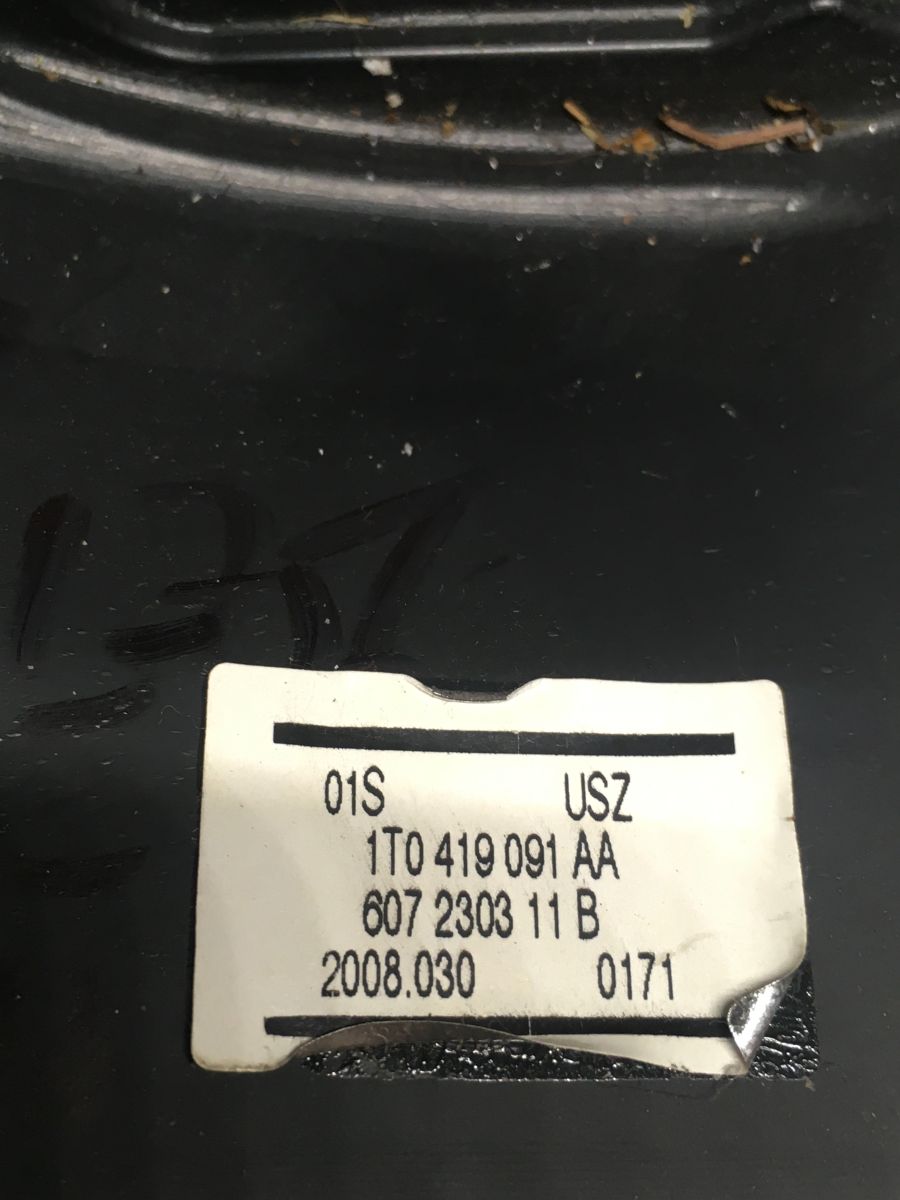 01S USZ
1T0 419 091 AA
607 2303 11 B
2008.030 0171